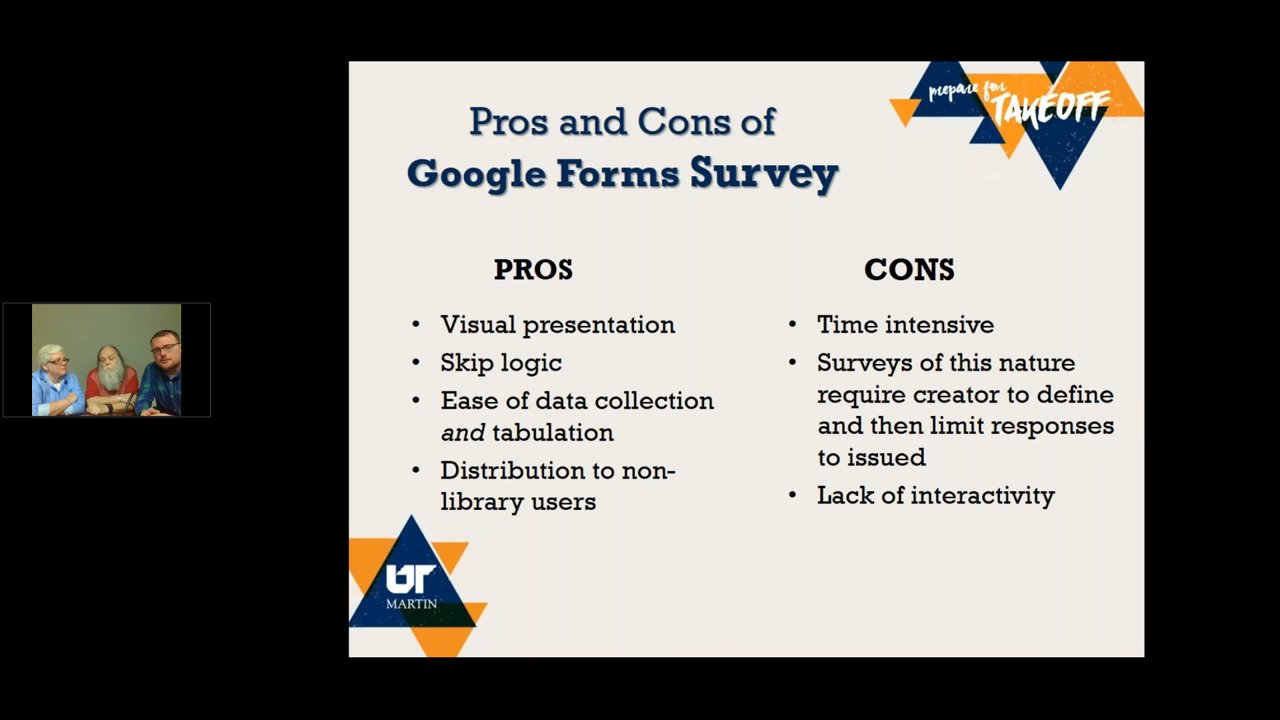 prepare for
TAKEOFF
Pros and Cons of
Google Forms Survey
PROS
• Visual presentation
• Skip logic
• Ease of data collection
and tabulation
• Distribution to non-
library users
CONS
• Time intensive
• Surveys of this nature
require creator to define
and then limit responses
to issued
• Lack of interactivity
UT
MARTIN